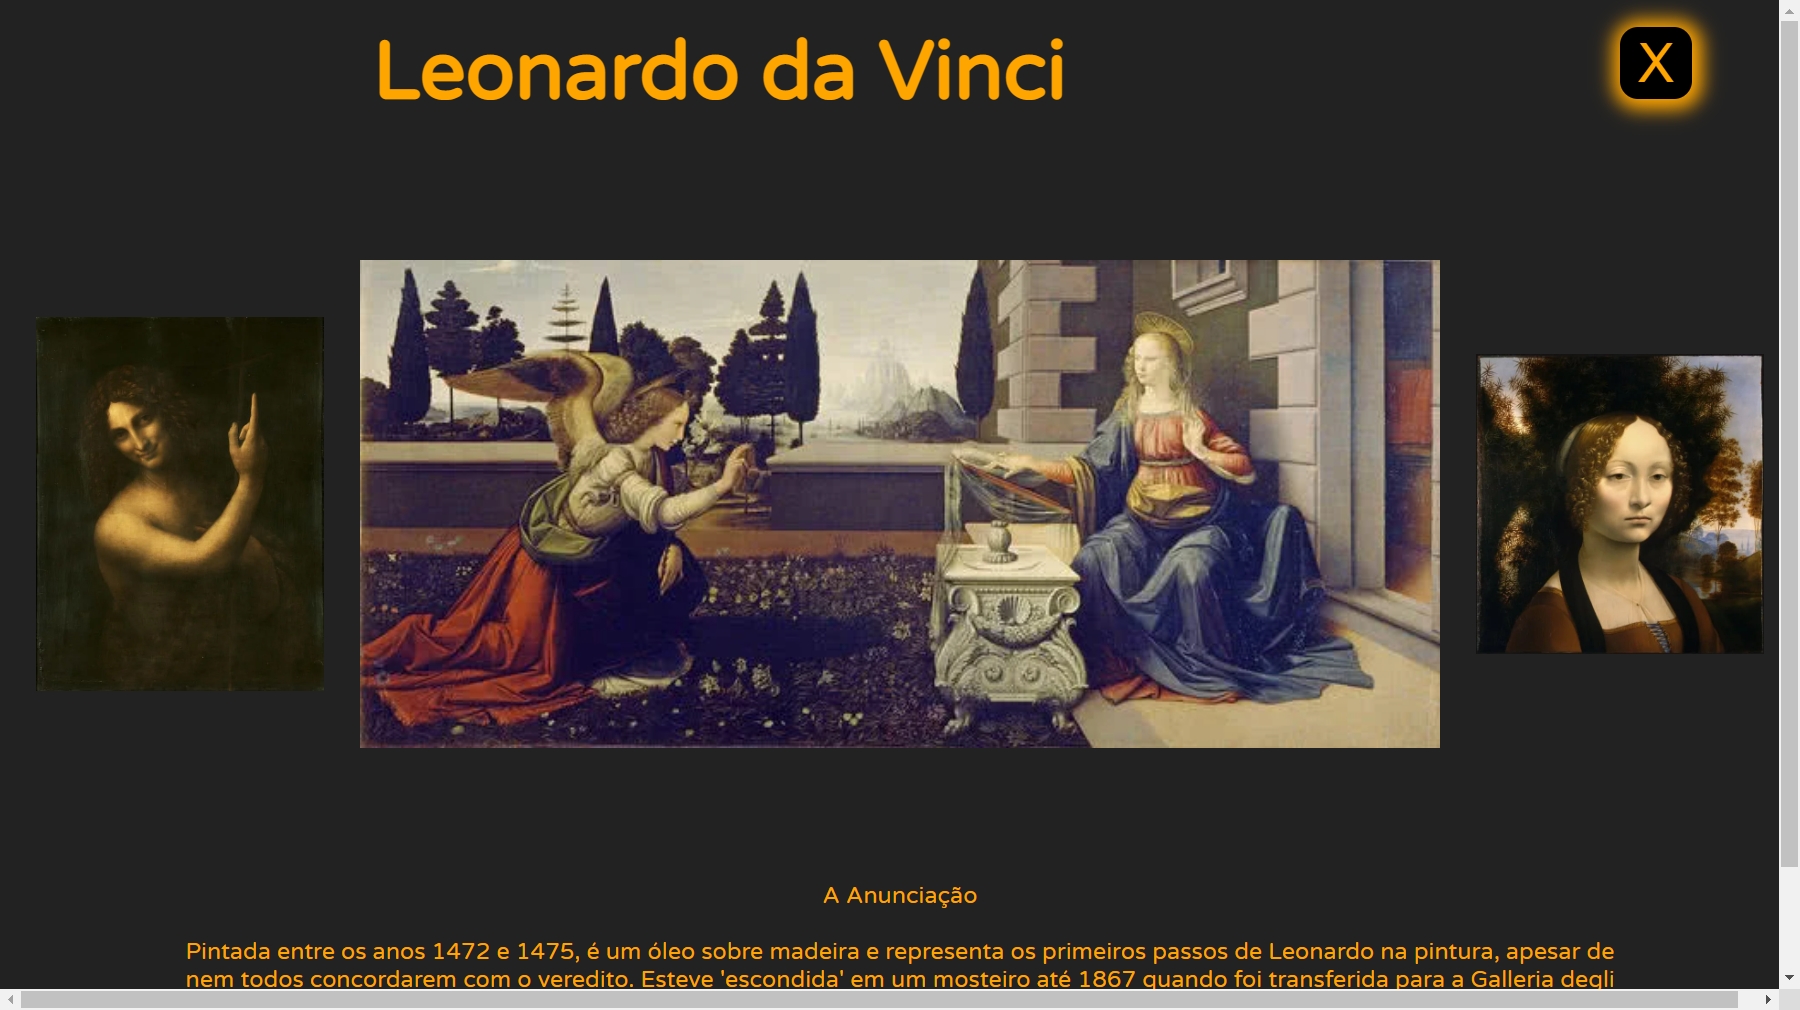 Leonardo da Vinci
X
A Anunciação
Pintada entre os anos 1472 e 1475, é um óleo sobre madeira e representa os primeiros passos de Leonardo na pintura, apesar de
nem todos concordarem com o veredito. Esteve 'escondida' em um mosteiro até 1867 quando foi transferida para a Galleria degli